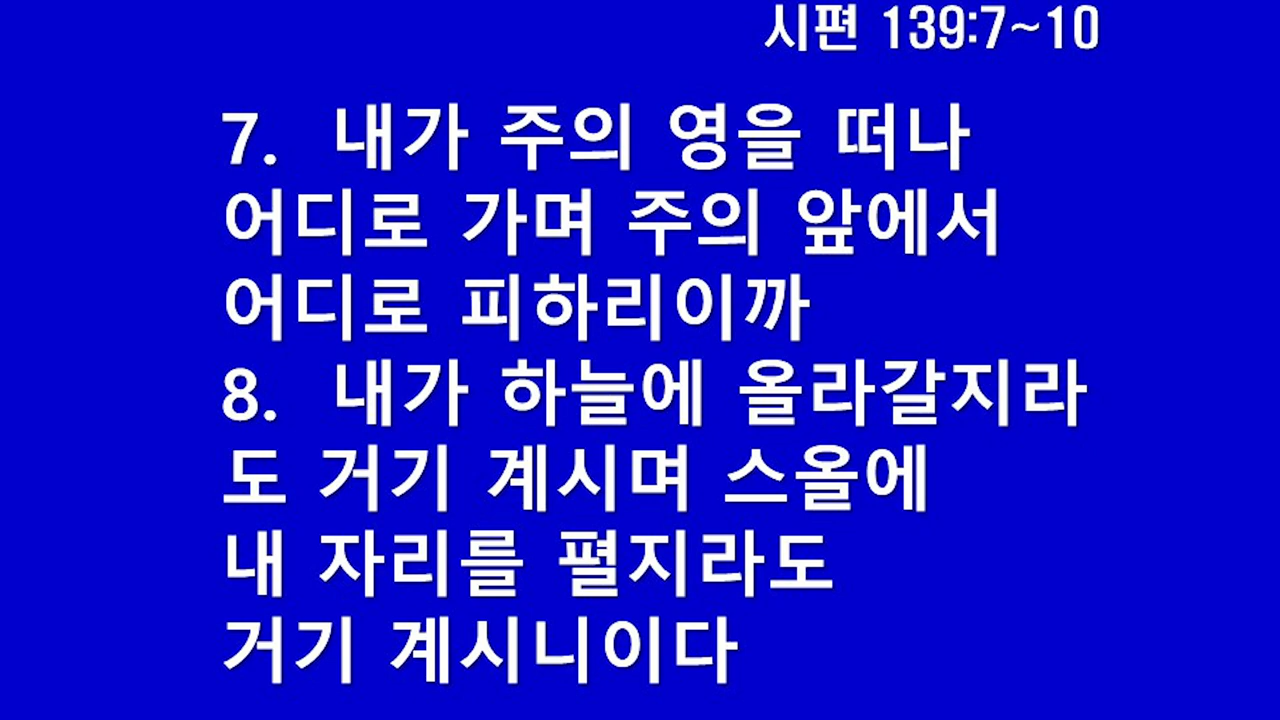 시편 139:7~10
7. 내가 주의 영을 떠나
어디로 가며 주의 앞에서
어디로 피하리이까
8. 내가 하늘에 올라갈지라
도 거기 계시며 스올에
내 자리를 펼지라도
거기 계시니이다